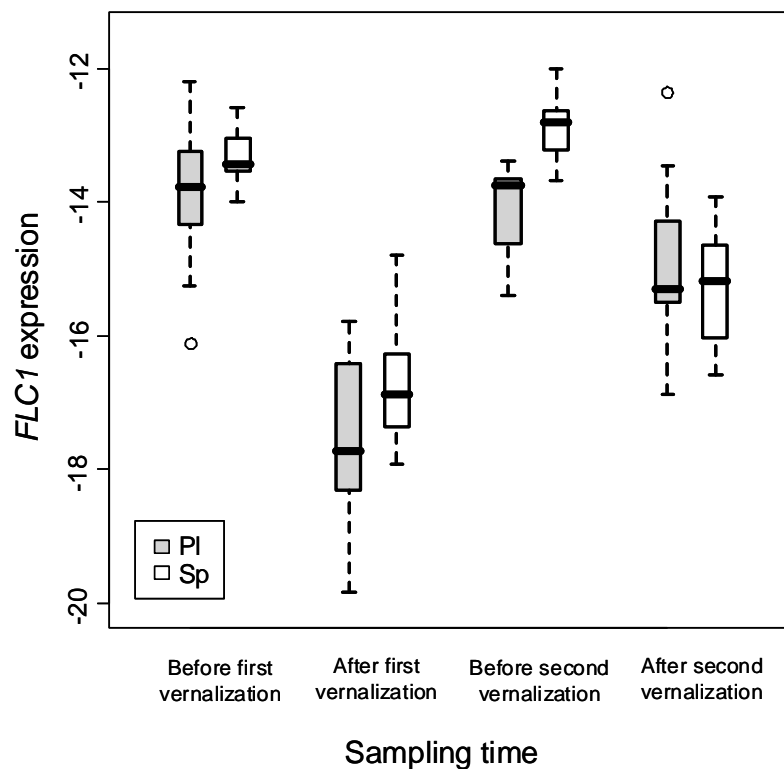 -12
-14
-16
-18
-20
FLC1 expression
Pl
Sp
Before first
vernalization
After first
vernalization
Before second
vernalization
After second
vernalization
Sampling time